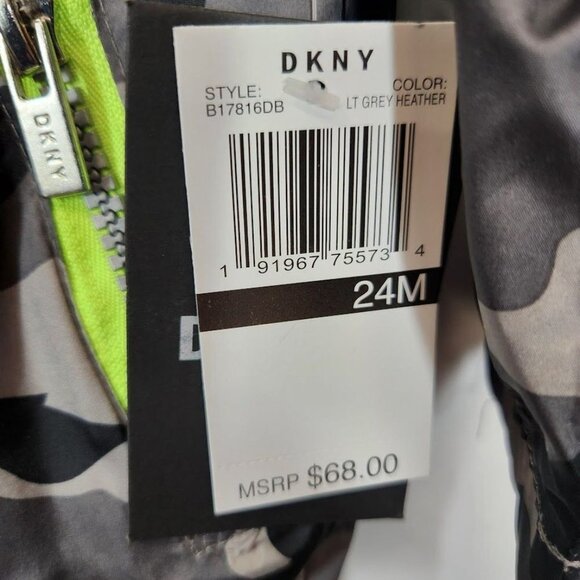 DKNY
DKNY
STYLE: COLOR:
B17816DB LT GREY HEATHER
1 91967 75573 4
24M
D
MSRP $68.00